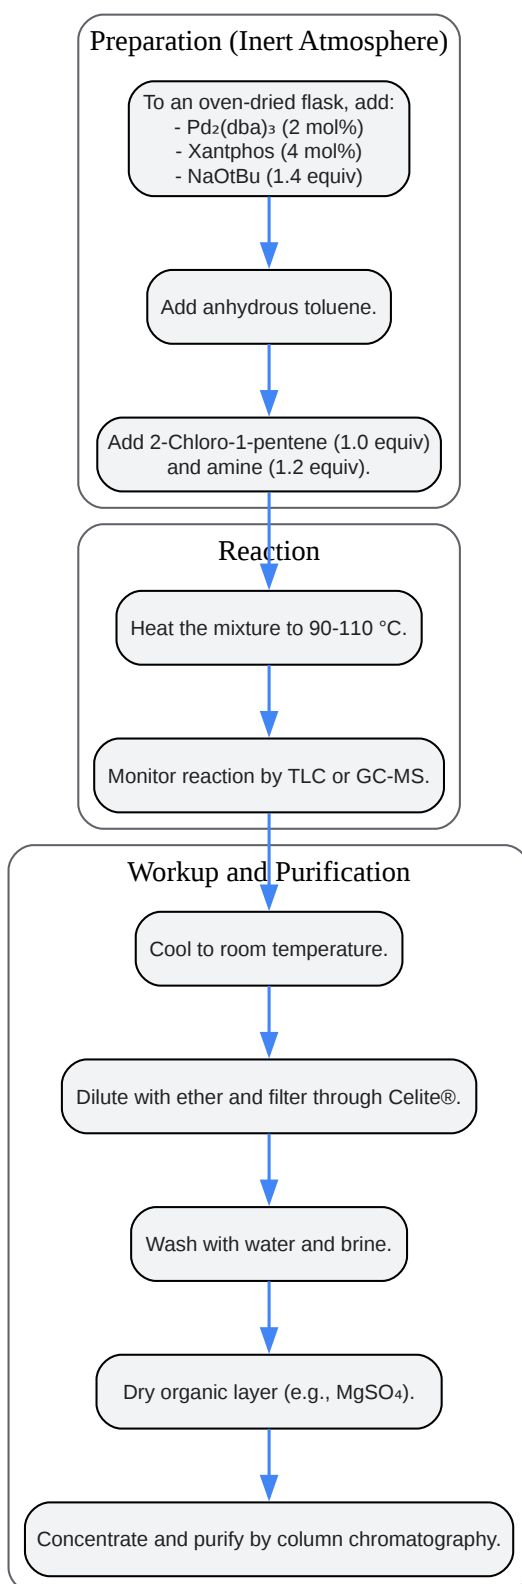 Preparation (Inert Atmosphere)
To an oven-dried flask, add:
- Pd₂(dba)₃ (2 mol%)
- Xantphos (4 mol%)
- NaOtBu (1.4 equiv)
Add anhydrous toluene.
Add 2-Chloro-1-pentene (1.0 equiv)
and amine (1.2 equiv).
Reaction
Heat the mixture to 90-110 °C.
Monitor reaction by TLC or GC-MS.
Workup and Purification
Cool to room temperature.
Dilute with ether and filter through Celite®.
Wash with water and brine.
Dry organic layer (e.g., MgSO₄).
Concentrate and purify by column chromatography.